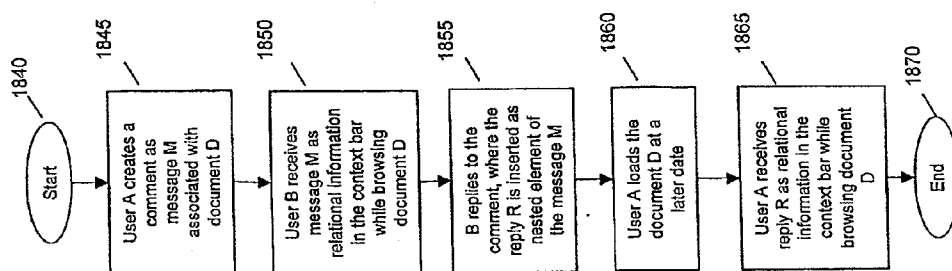 1840
Start
1845
User A creates a
comment as
message M
associated with
document D
1850
User B receives
message M as
relational information
in the context bar
while browsing
document D
1855
B replies to the
comment, where the
reply R is inserted as
nested element of
the message M
1860
User A loads the
document D at a
later date
1865
User A receives
reply R as relational
information in the
context bar while
browsing document
D
1870
End